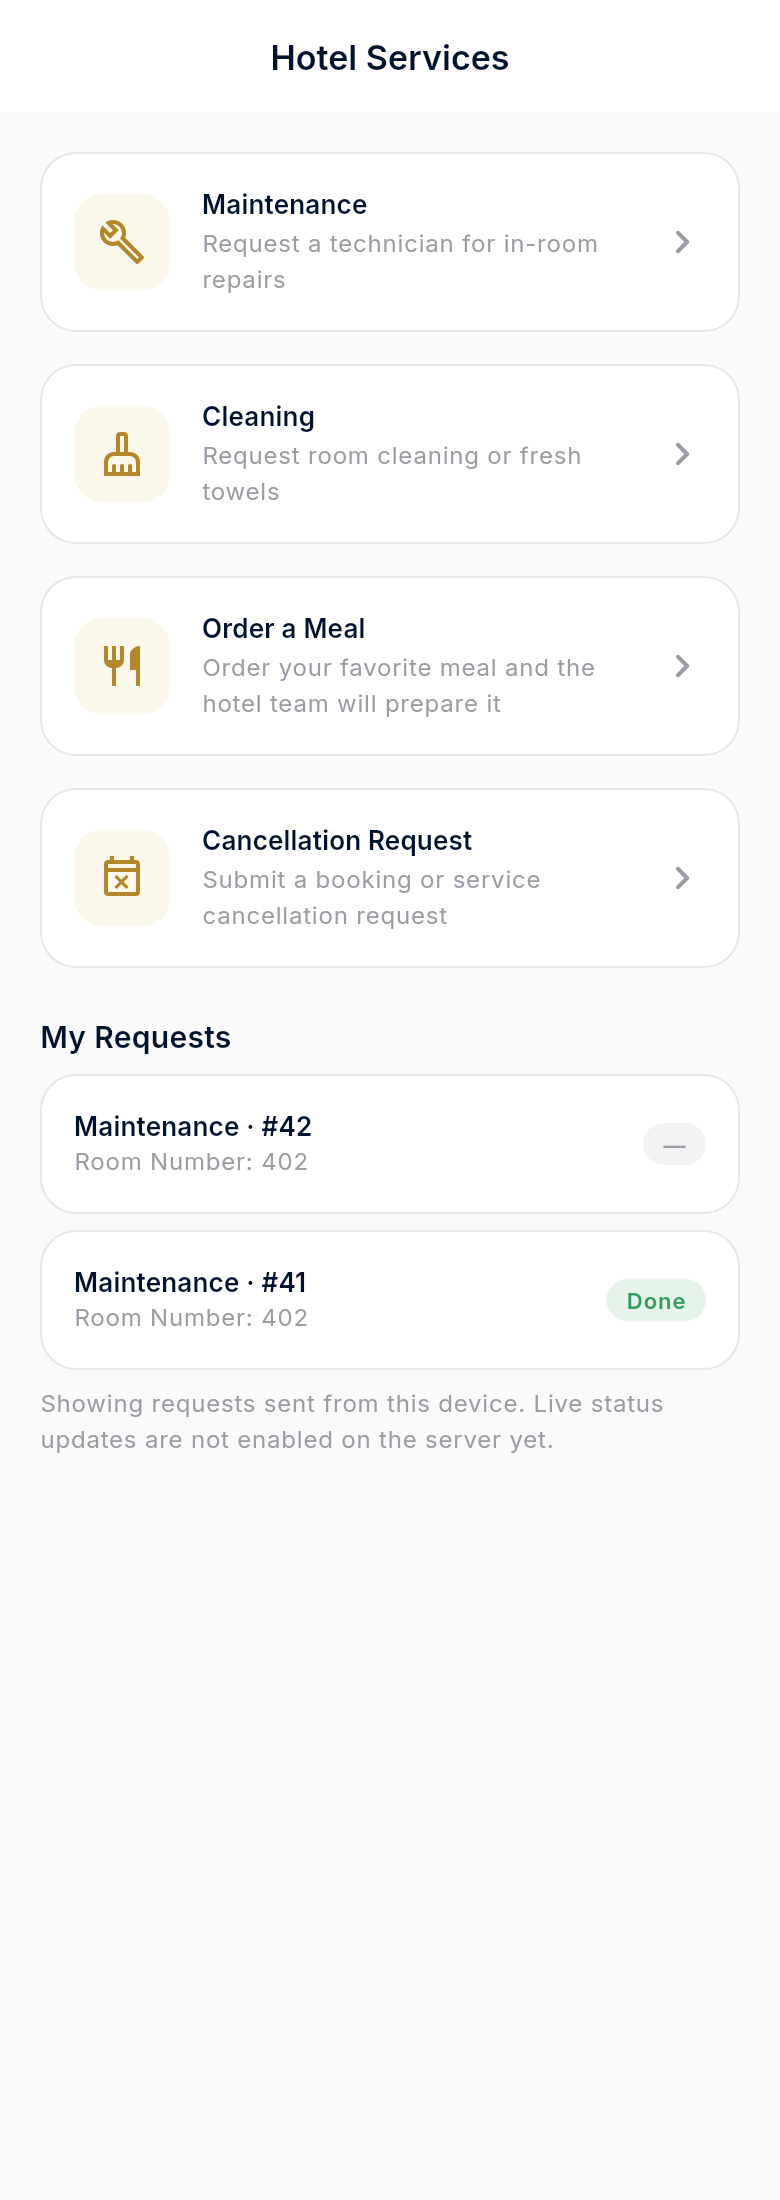 Hotel Services
Maintenance
Request a technician for in-room
repairs
Cleaning
Request room cleaning or fresh
towels
Order a Meal
Order your favorite meal and the
hotel team will prepare it
Cancellation Request
Submit a booking or service
cancellation request
My Requests
Maintenance · #42
Room Number: 402
—
Maintenance · #41
Room Number: 402
Done
Showing requests sent from this device. Live status
updates are not enabled on the server yet.